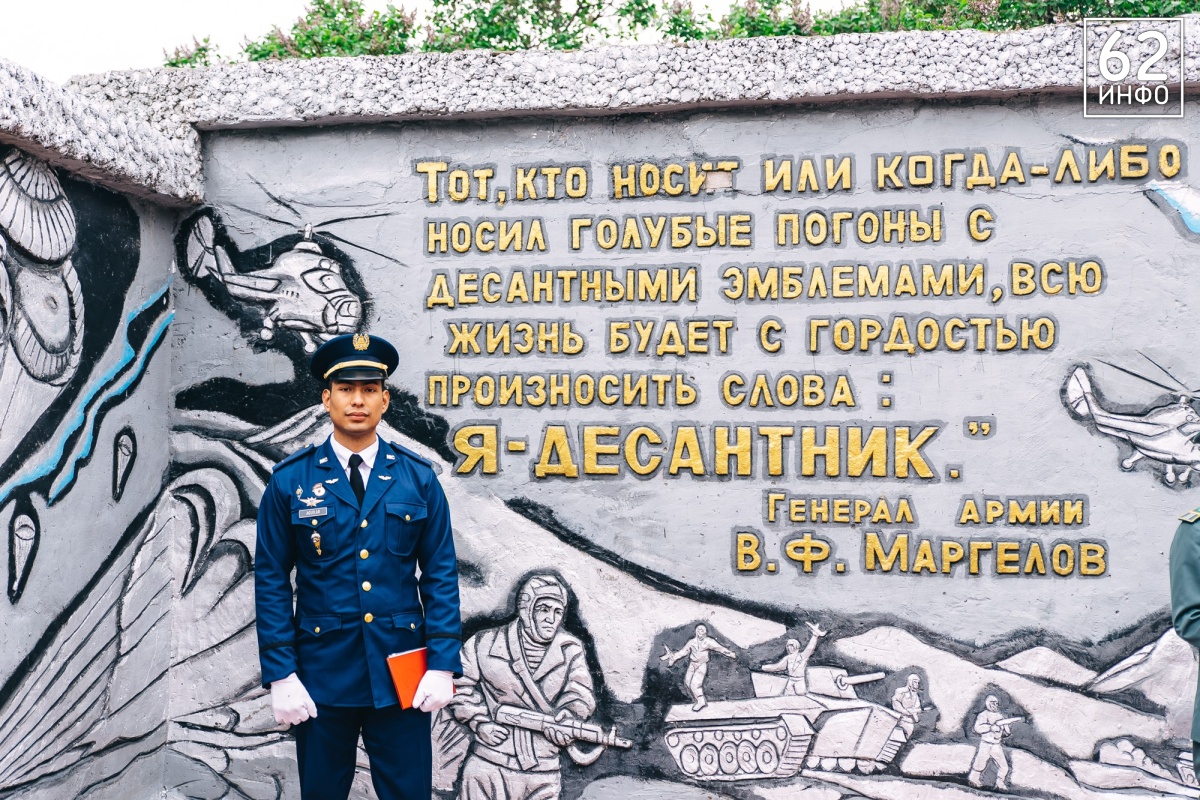 62
ИНФО
Тот, кто носит или когда-либо
носил голубые погоны с
десантными эмблемами, всю
жизнь будет с гордостью
произносить слова :
Я-ДЕСАНТНИК."
Генерал армии
В.Ф. Маргелов